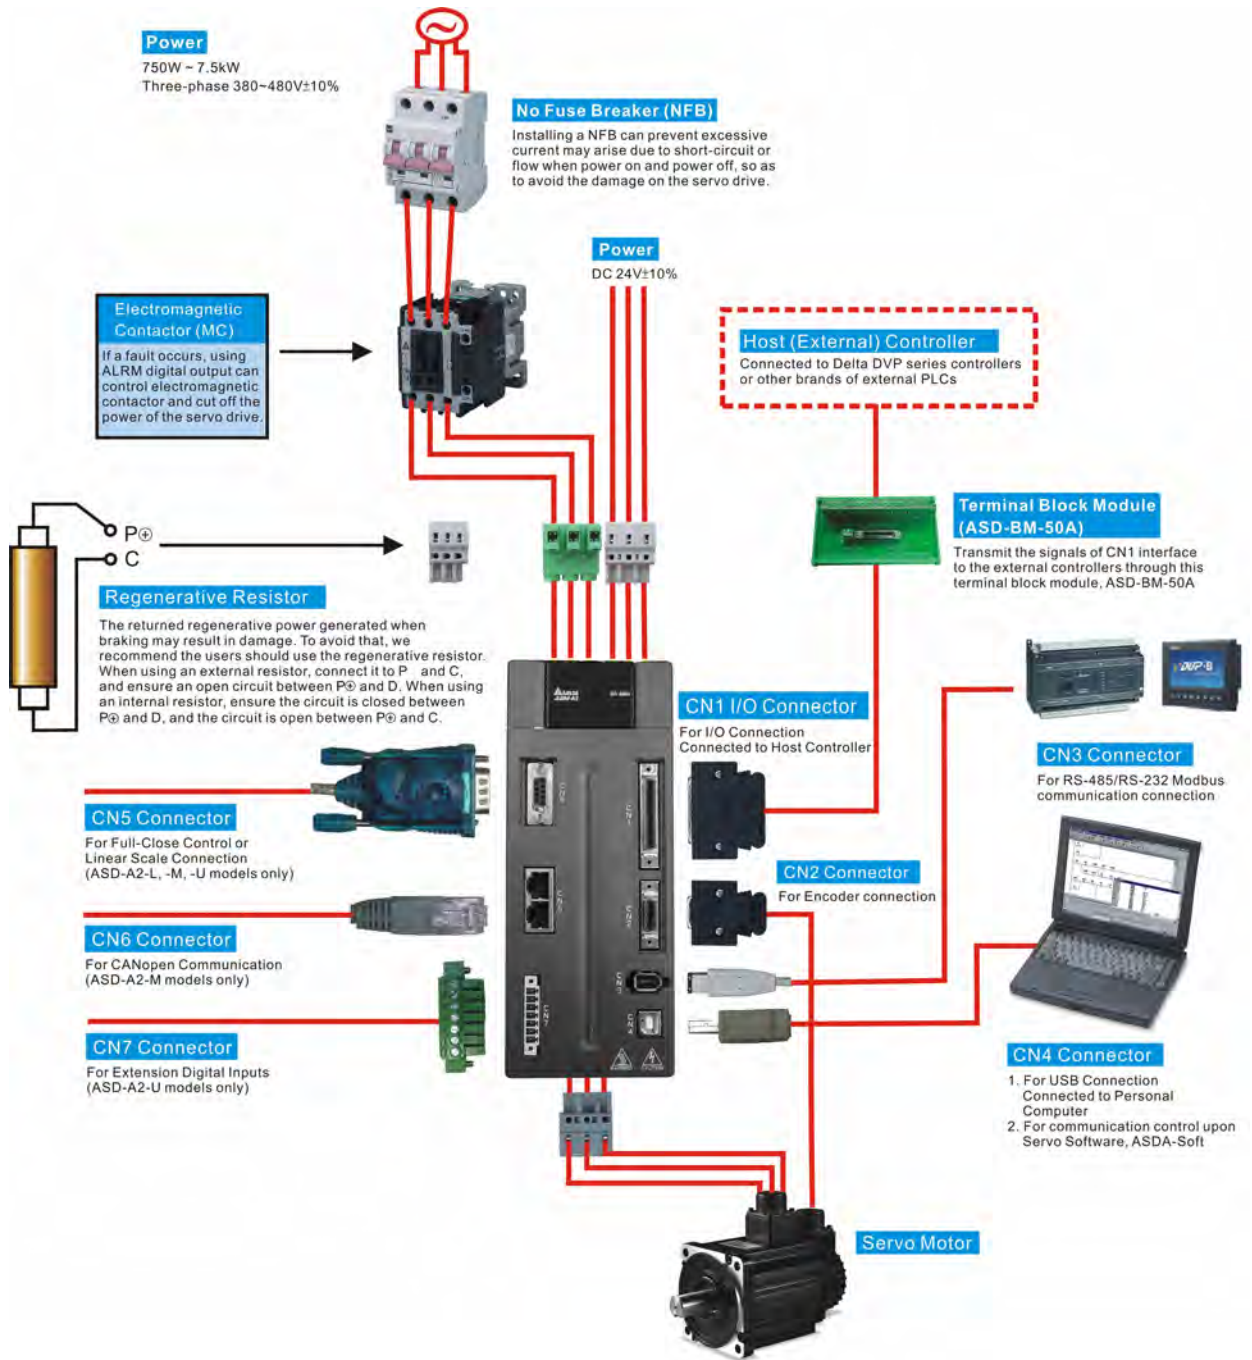 Power
750W ~ 7.5kW
Three-phase 380~480V±10%
No Fuse Breaker (NFB)
Installing a NFB can prevent excessive
current may arise due to short-circuit or
flow when power on and power off, so as
to avoid the damage on the servo drive.
Power
DC 24V±10%
Electromagnetic
Contactor (MC)
If a fault occurs, using
ALRM digital output can
control electromagnetic
contactor and cut off the
power of the servo drive.
Host (External) Controller
Connected to Delta DVP series controllers
or other brands of external PLCs
Terminal Block Module
(ASD-BM-50A)
Transmit the signals of CN1 interface
to the external controllers through this
terminal block module, ASD-BM-50A
P⊕
C
Regenerative Resistor
The returned regenerative power generated when
braking may result in damage. To avoid that, we
recommend the users should use the regenerative resistor.
When using an external resistor, connect it to P and C,
and ensure an open circuit between P⊕ and D. When using
an internal resistor, ensure the circuit is closed between
P⊕ and D, and the circuit is open between P⊕ and C.
CN1 I/O Connector
For I/O Connection
Connected to Host Controller
CN3 Connector
For RS-485/RS-232 Modbus
communication connection
CN5 Connector
For Full-Close Control or
Linear Scale Connection
(ASD-A2-L, -M, -U models only)
CN2 Connector
For Encoder connection
CN6 Connector
For CANopen Communication
(ASD-A2-M models only)
CN7 Connector
For Extension Digital Inputs
(ASD-A2-U models only)
CN4 Connector
1. For USB Connection
Connected to Personal
Computer
2. For communication control upon
Servo Software, ASDA-Soft
Servo Motor